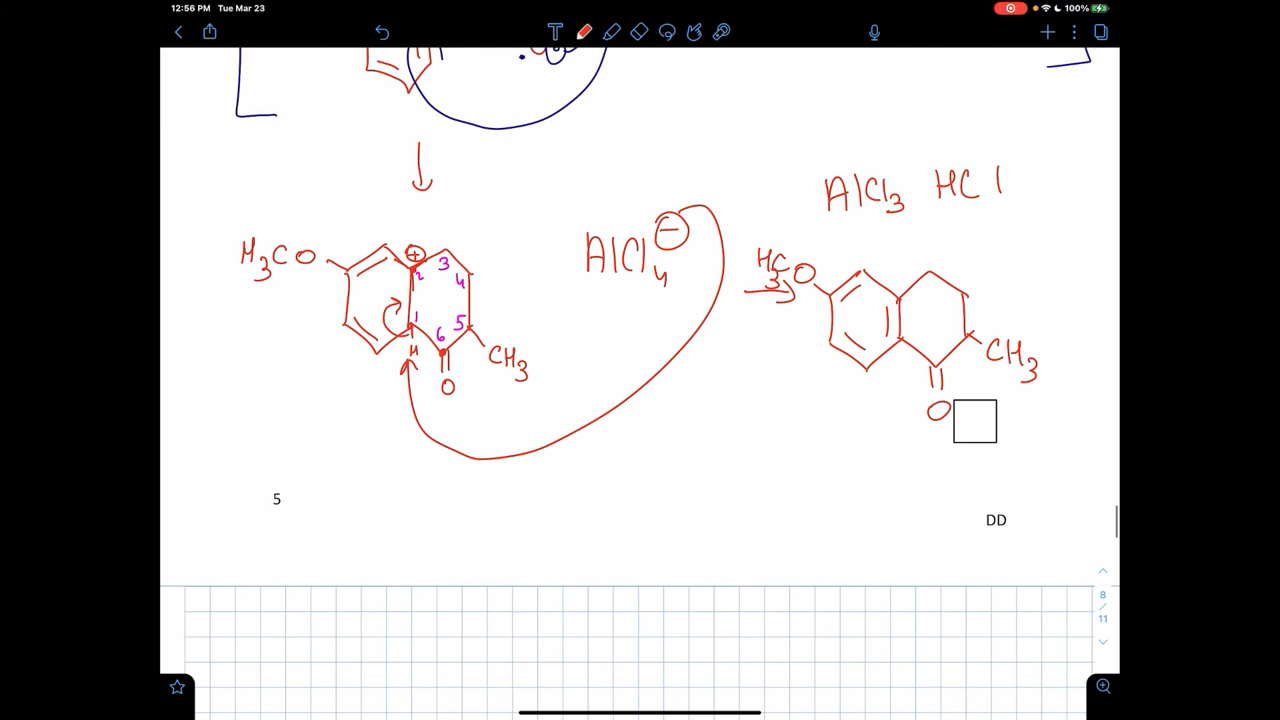 12:56 PM Tue Mar 23
100%
T
AlCl3 HCl
H3CO
⊕
AlCl4 ⊖
2 3 4
1 6 5
H
O
CH3
H3CO
CH3
O
5
DD
8
/
11